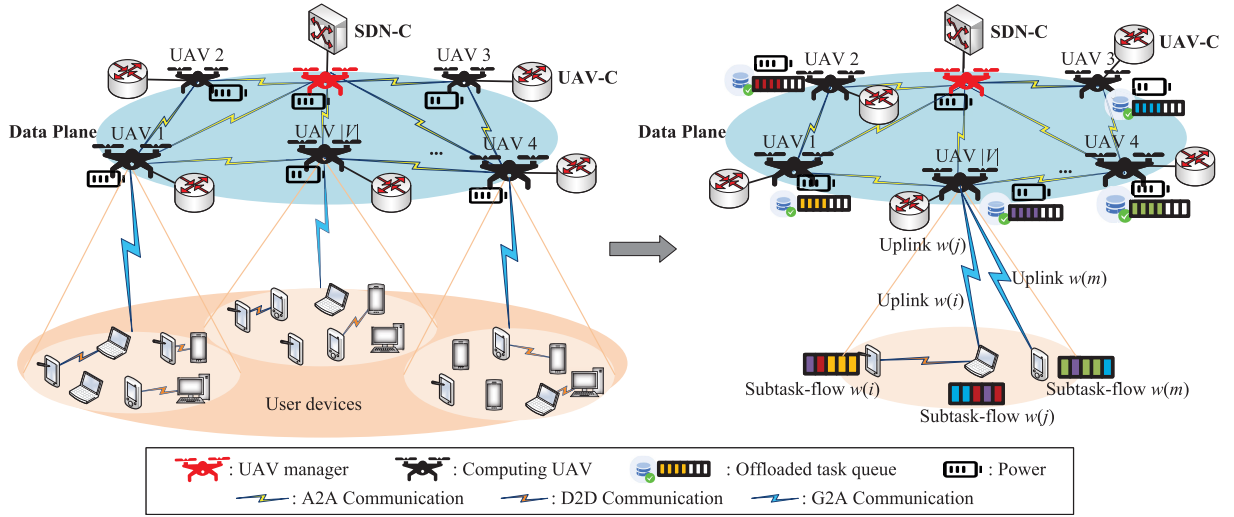 SDN-C
UAV 2
UAV 3
UAV-C
Data Plane
UAV 1
UAV |V|
...
UAV 4
User devices
SDN-C
UAV 2
UAV 3
UAV-C
Data Plane
UAV 1
UAV |V|
...
UAV 4
Uplink w(j)
Uplink w(m)
Uplink w(i)
Subtask-flow w(i)
Subtask-flow w(m)
Subtask-flow w(j)
: UAV manager : Computing UAV : Offloaded task queue : Power
: A2A Communication : D2D Communication : G2A Communication